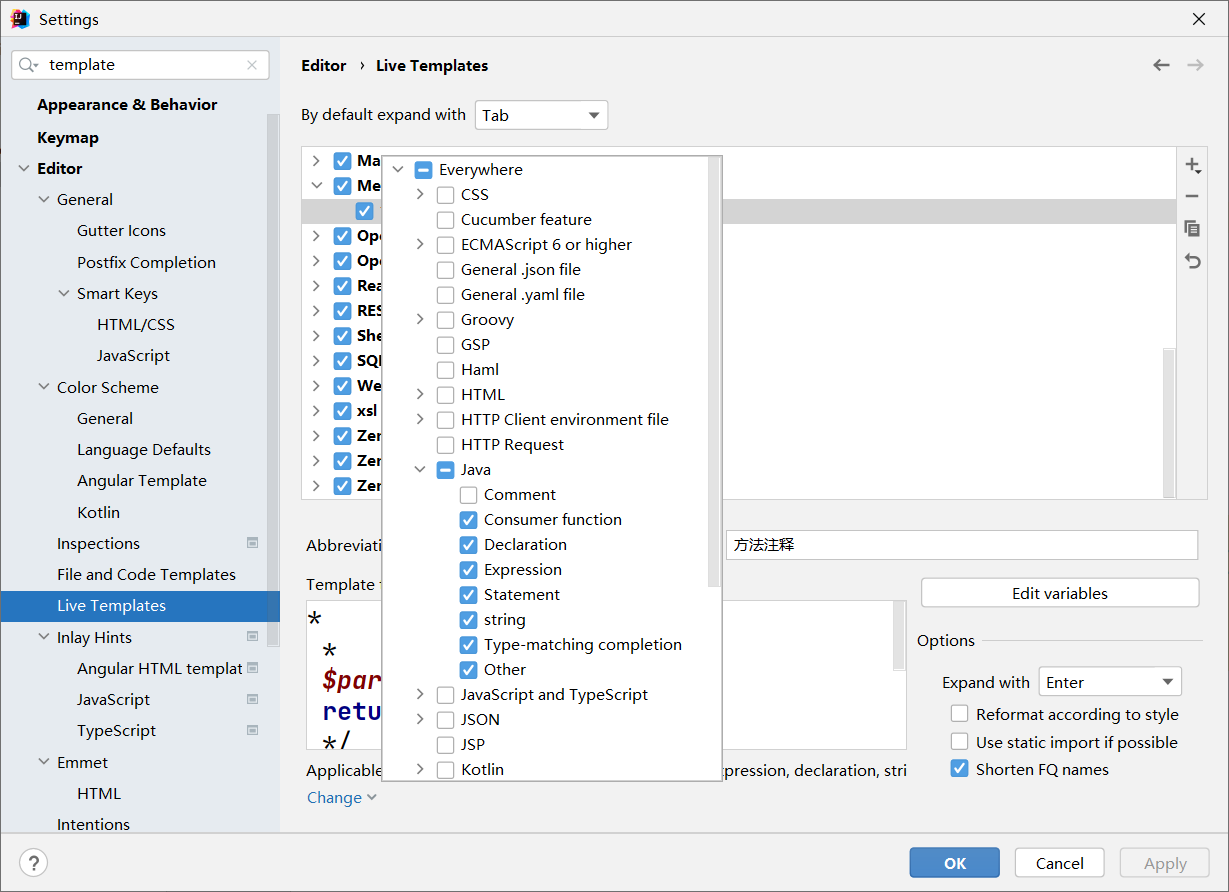 Settings
template
Appearance & Behavior
Keymap
Editor
General
Gutter Icons
Postfix Completion
Smart Keys
HTML/CSS
JavaScript
Color Scheme
General
Language Defaults
Angular Template
Kotlin
Inspections
File and Code Templates
Live Templates
Inlay Hints
Angular HTML templat
JavaScript
TypeScript
Emmet
HTML
Intentions
Editor › Live Templates
By default expand with Tab
Ma
Me
Ope
Ope
Rea
RES
She
SQL
We
xsl
Zer
Zer
Zer
Everywhere
CSS
Cucumber feature
ECMAScript 6 or higher
General .json file
General .yaml file
Groovy
GSP
Haml
HTML
HTTP Client environment file
HTTP Request
Java
Comment
Consumer function
Declaration
Expression
Statement
string
Type-matching completion
Other
JavaScript and TypeScript
JSON
JSP
Kotlin
Abbreviati
方法注释
Template
*
*
$par
retu
*/
Applicable
xpression, declaration, stri
Change
Edit variables
Options
Expand with Enter
Reformat according to style
Use static import if possible
Shorten FQ names
?
OK
Cancel
Apply